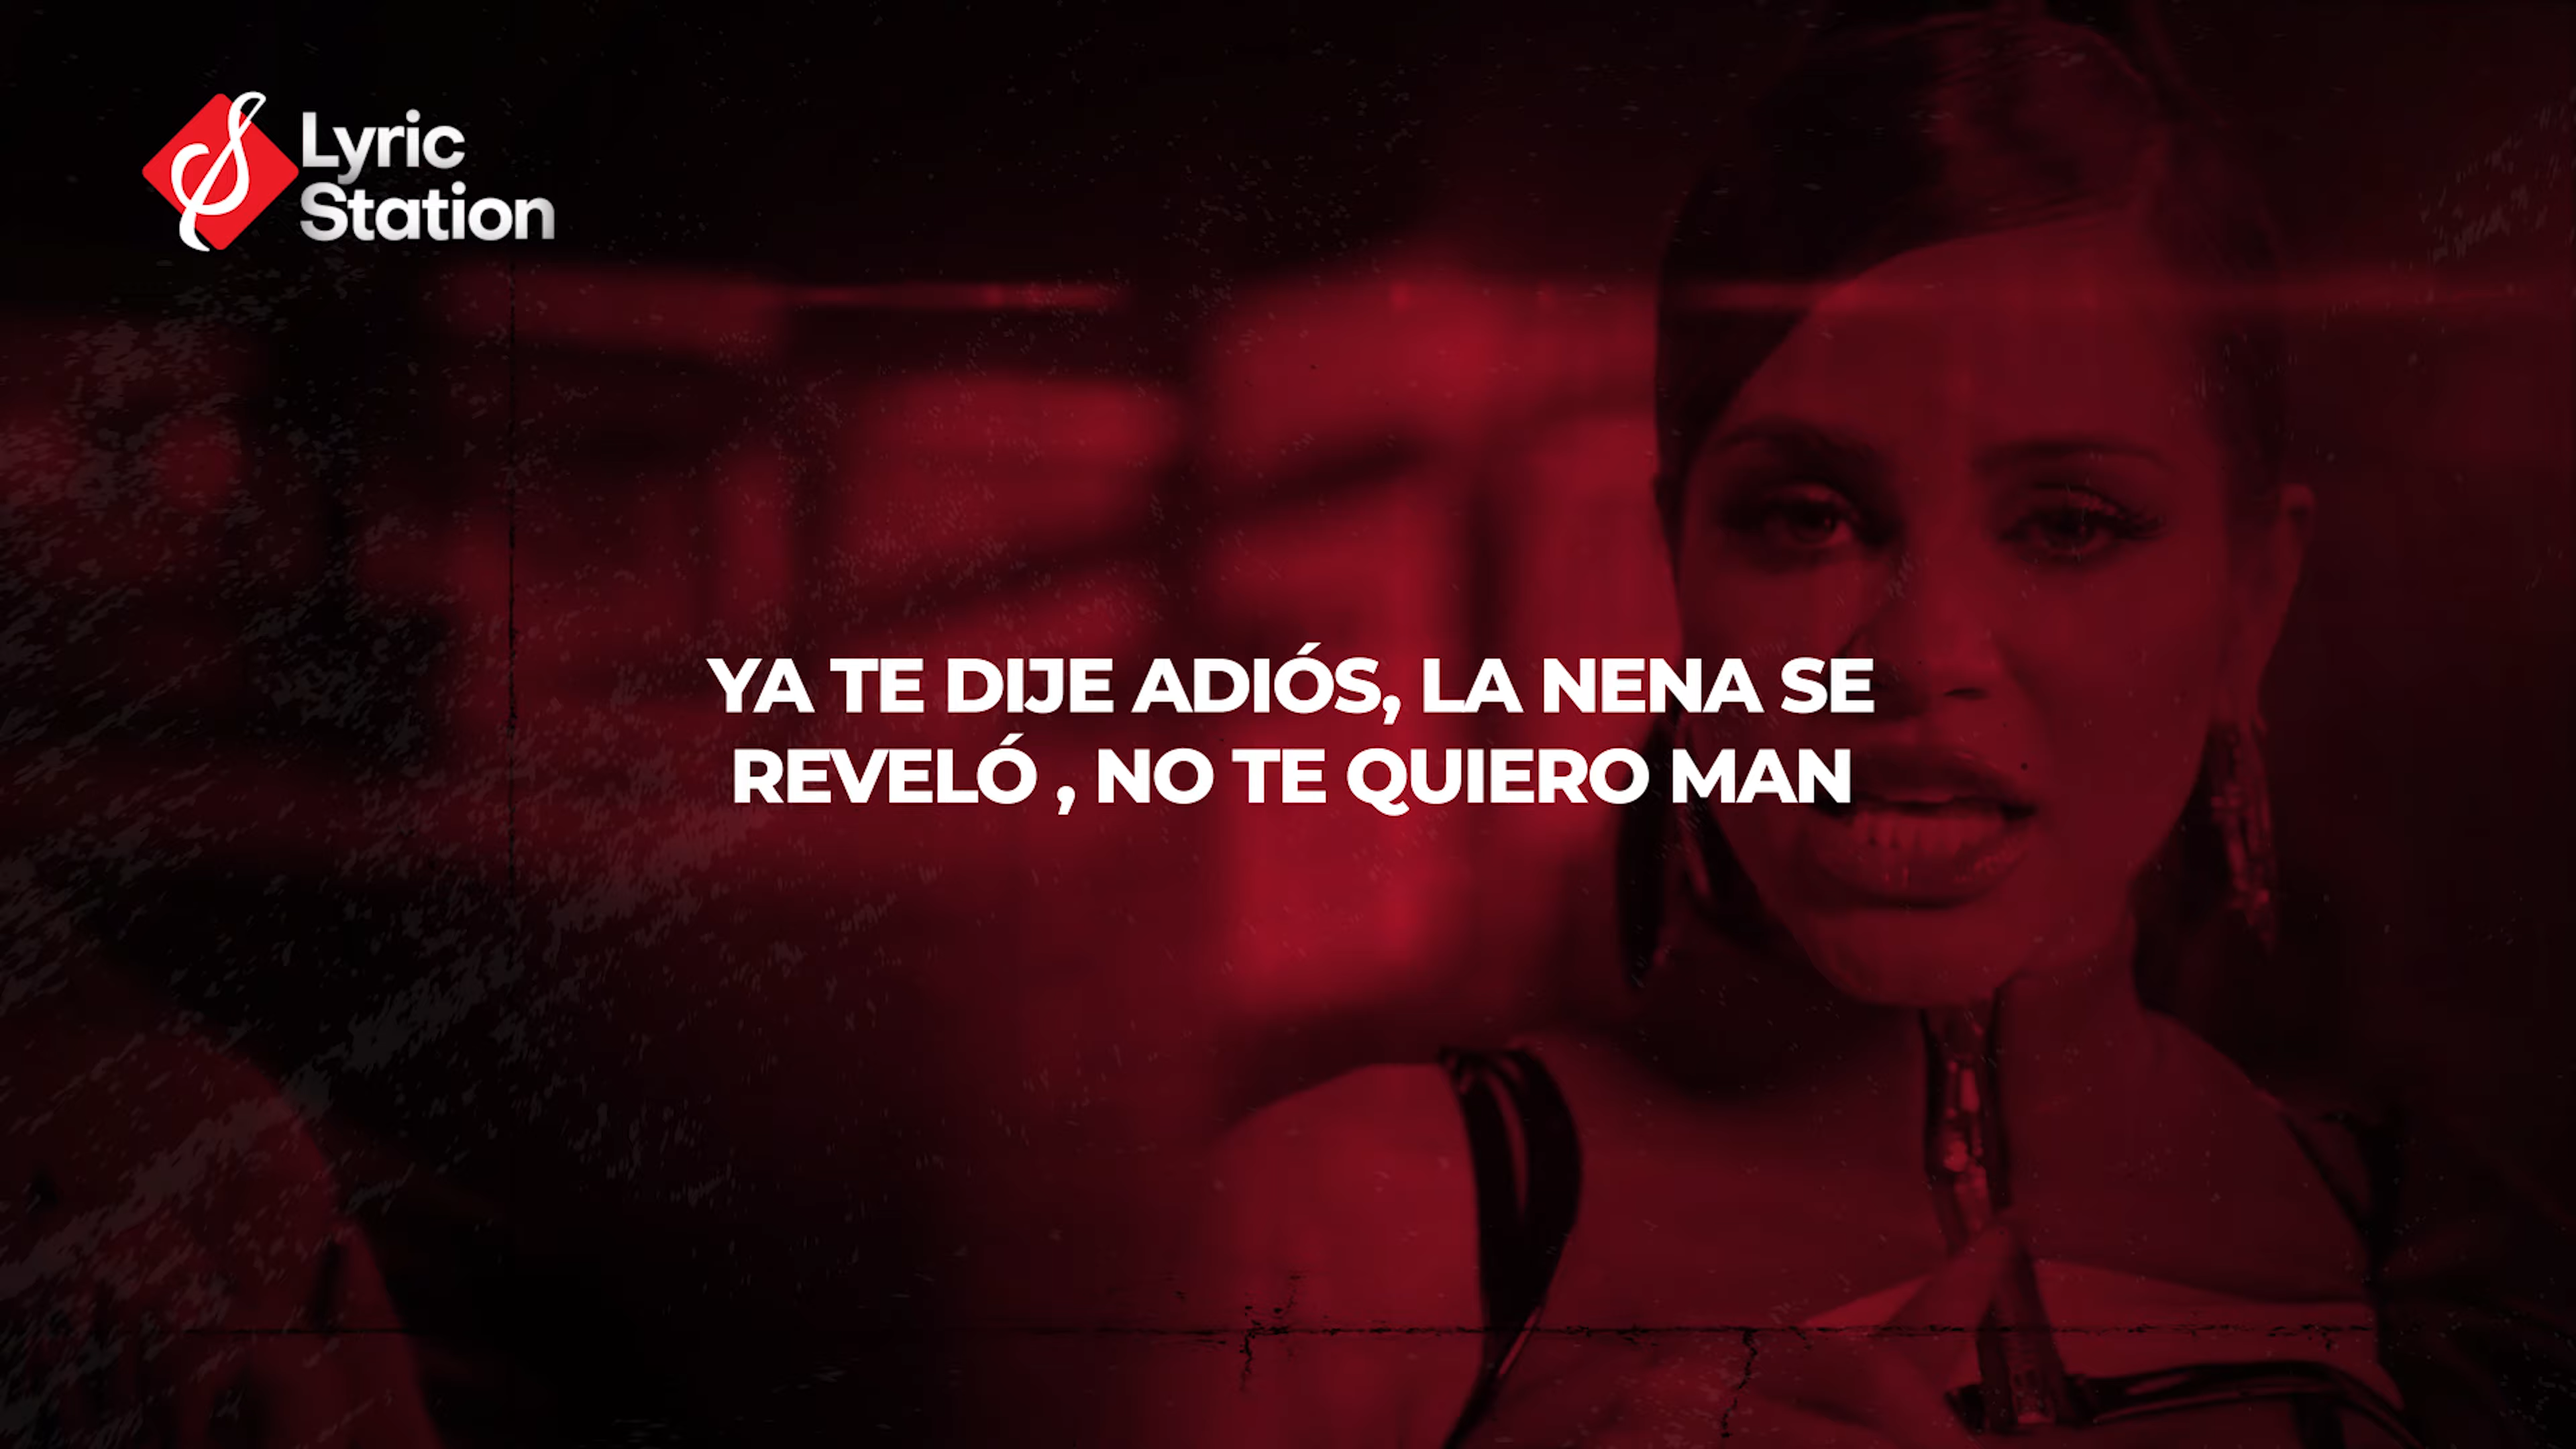 Lyric
Station
YA TE DIJE ADIÓS, LA NENA SE
REVELÓ , NO TE QUIERO MAN